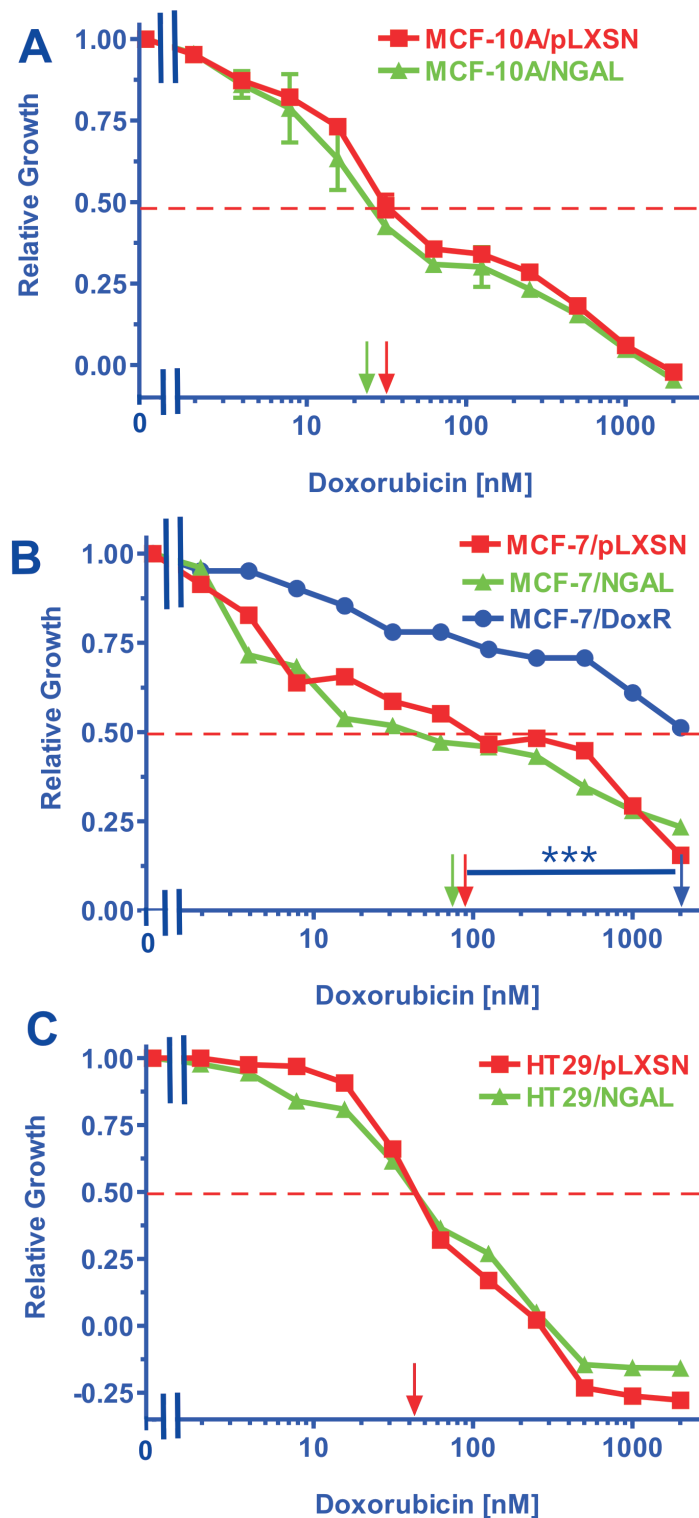 A
MCF-10A/pLXSN
MCF-10A/NGAL
Relative Growth
1.00
0.75
0.50
0.25
0.00
0
10
100
1000
Doxorubicin [nM]
B
MCF-7/pLXSN
MCF-7/NGAL
MCF-7/DoxR
Relative Growth
1.00
0.75
0.50
0.25
0.00
***
0
10
100
1000
Doxorubicin [nM]
C
HT29/pLXSN
HT29/NGAL
Relative Growth
1.00
0.75
0.50
0.25
0.00
-0.25
0
10
100
1000
Doxorubicin [nM]